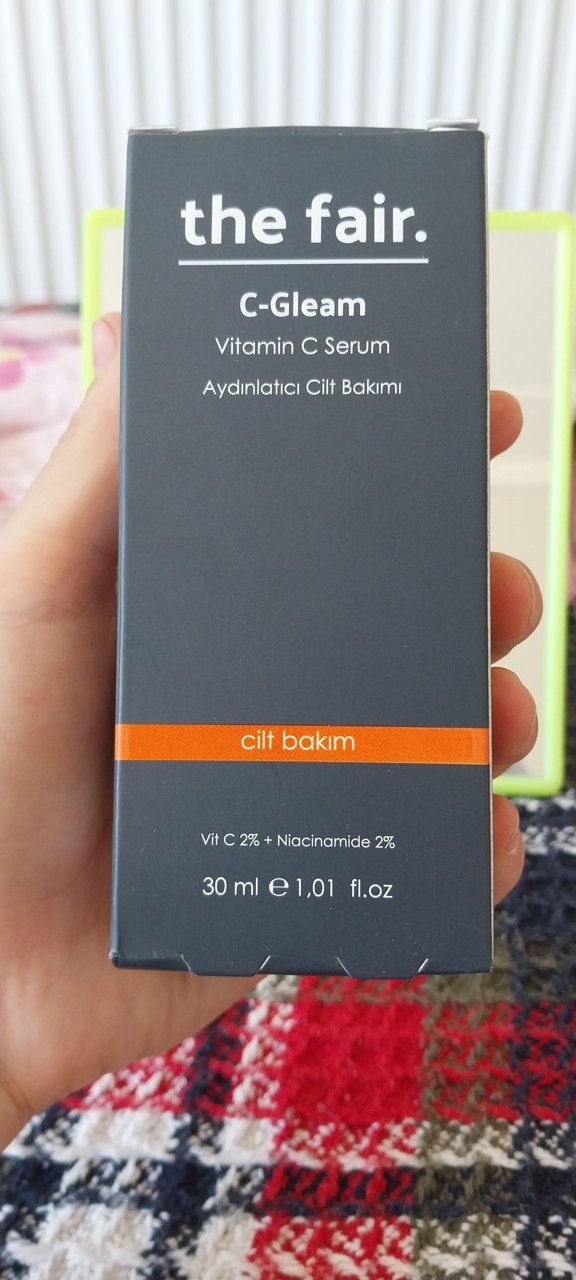 the fair.
C-Gleam
Vitamin C Serum
Aydınlatıcı Cilt Bakımı
cilt bakım
Vit C 2% + Niacinamide 2%
30 ml ℮ 1,01 fl.oz